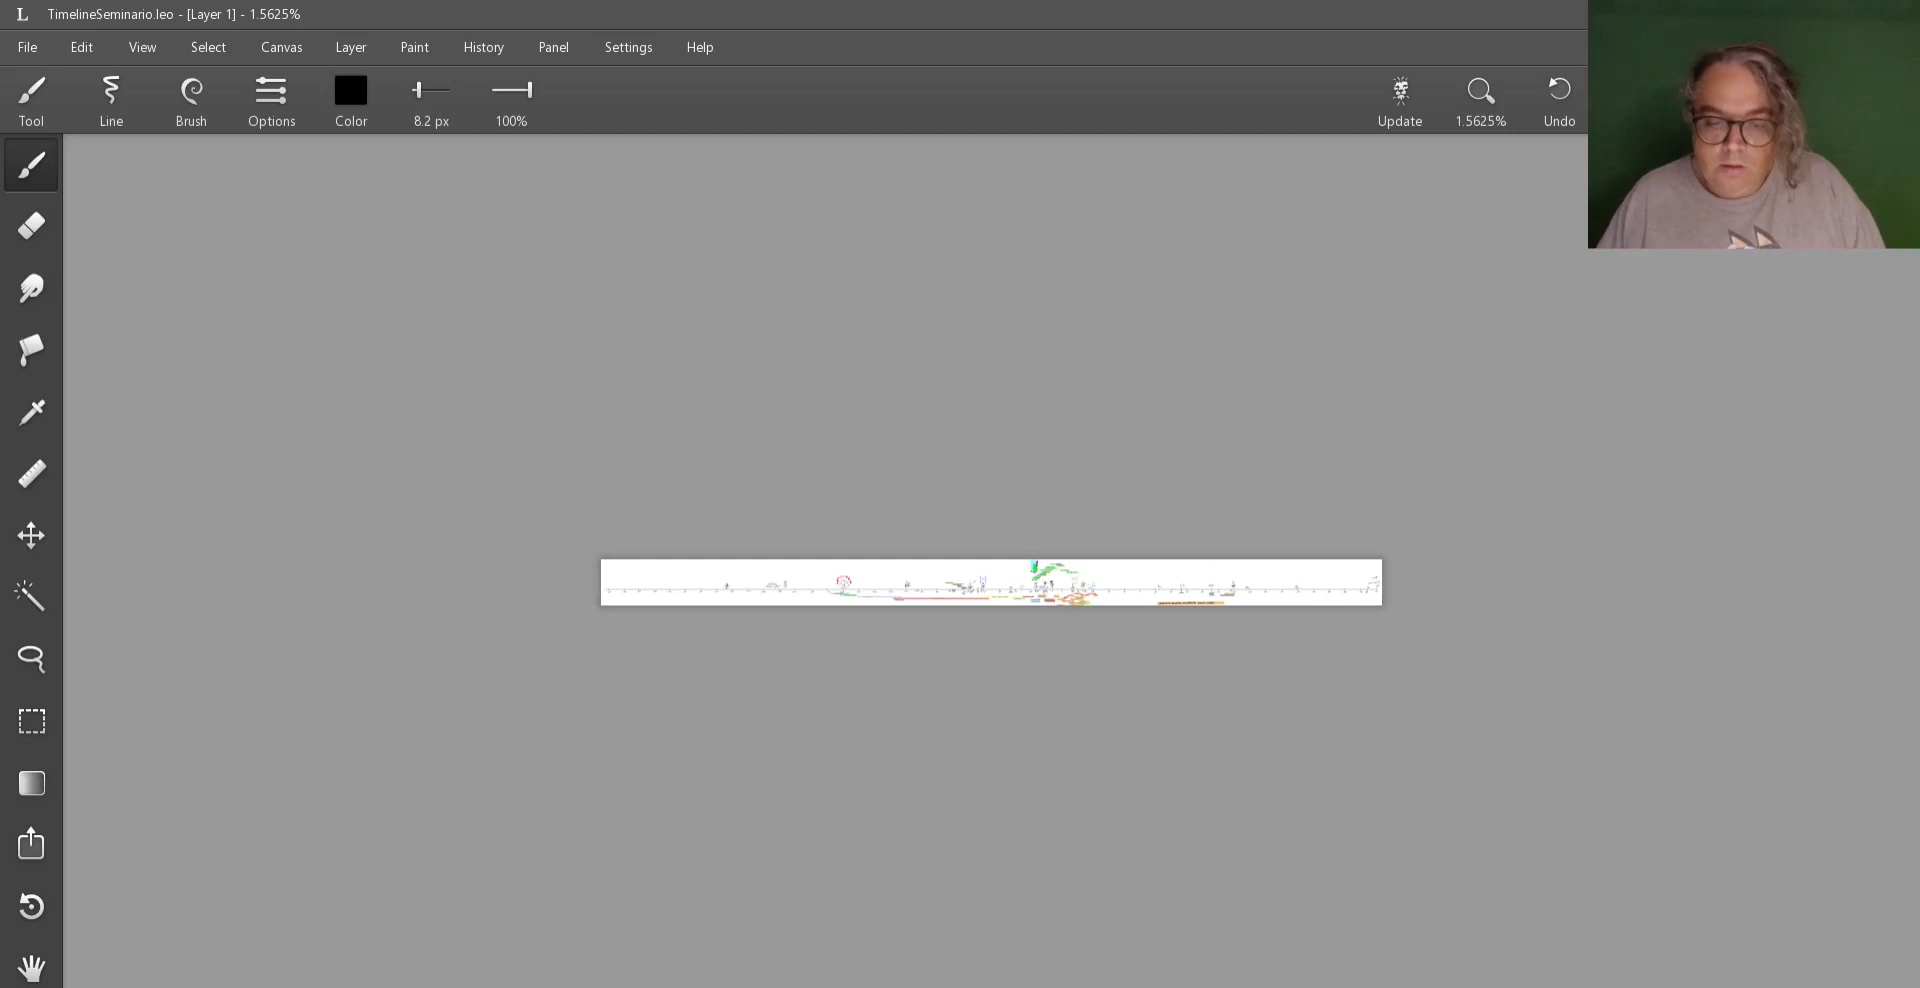 L TimelineSeminario.leo - [Layer 1] - 1.5625%
File Edit View Select Canvas Layer Paint History Panel Settings Help
Tool Line Brush Options Color 8.2 px 100% Update 1.5625% Undo